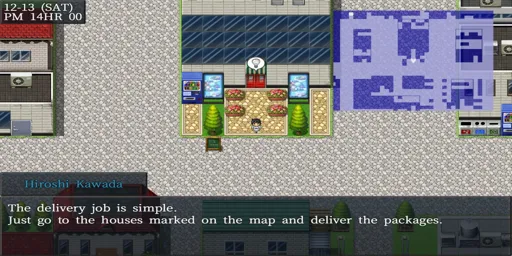 12-13 (SAT)
PM 14HR 00
Hiroshi Kawada
The delivery job is simple.
Just go to the houses marked on the map and deliver the packages.